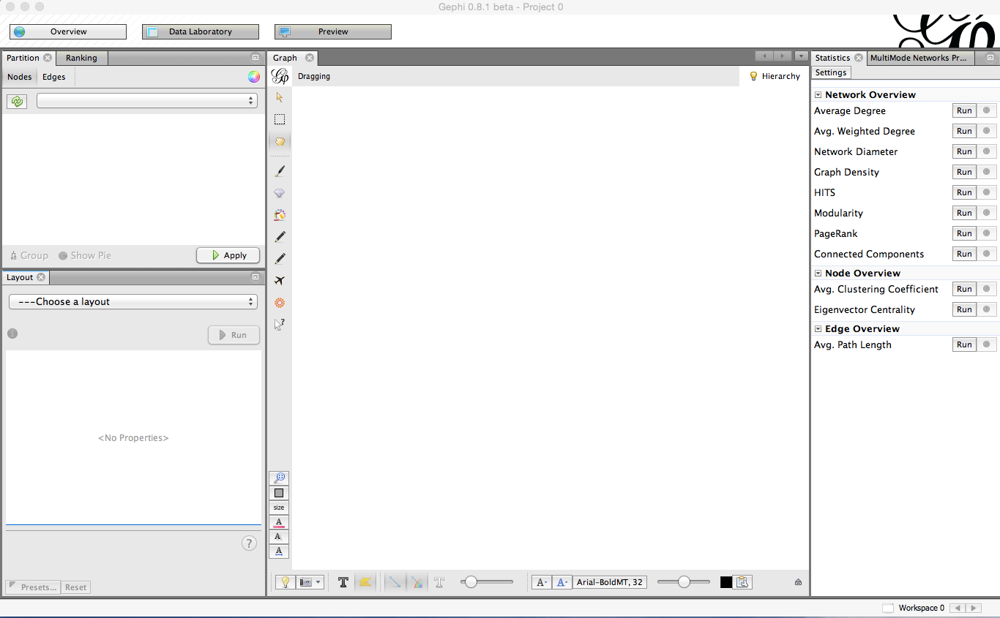 Gephi 0.8.1 beta - Project 0
Overview
Data Laboratory
Preview
Partition
Ranking
Nodes
Edges
Group
Show Pie
Apply
Layout
---Choose a layout
Run
<No Properties>
?
Presets...
Reset
Graph
Dragging
Hierarchy
size
A
A
A
T
T
A
A
Arial-BoldMT, 32
Statistics
MultiMode Networks Pr...
Settings
Network Overview
Average Degree Run
Avg. Weighted Degree Run
Network Diameter Run
Graph Density Run
HITS Run
Modularity Run
PageRank Run
Connected Components Run
Node Overview
Avg. Clustering Coefficient Run
Eigenvector Centrality Run
Edge Overview
Avg. Path Length Run
Workspace 0